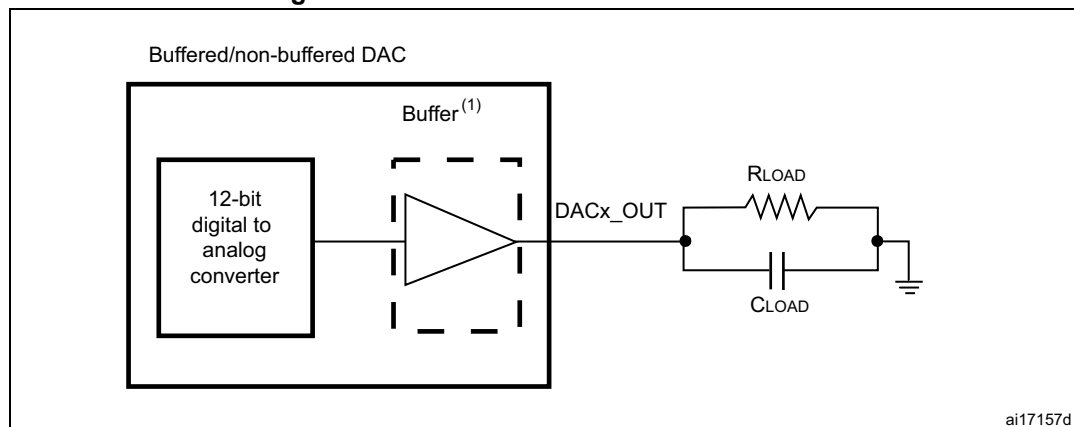 Buffered/non-buffered DAC
Buffer(1)
12-bit
digital to
analog
converter
DACx_OUT
RLOAD
CLOAD
ai17157d